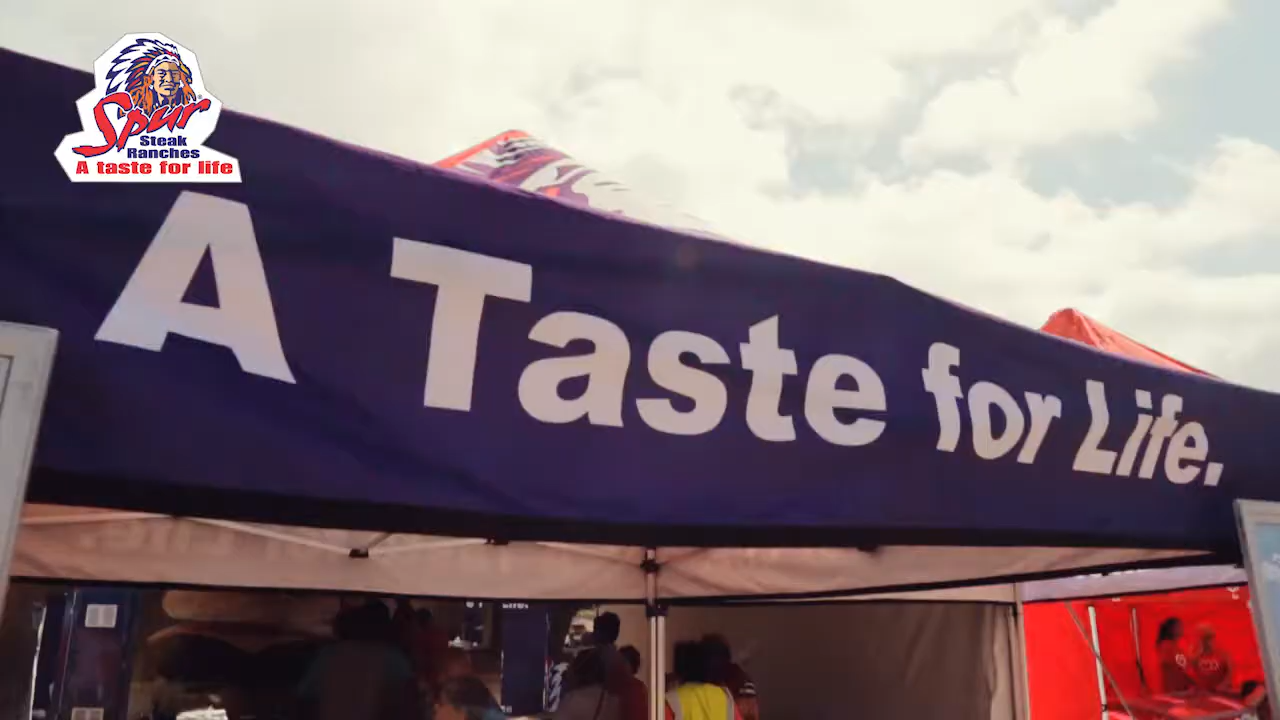 Spur
Steak
Ranches
A taste for life
A Taste for Life.